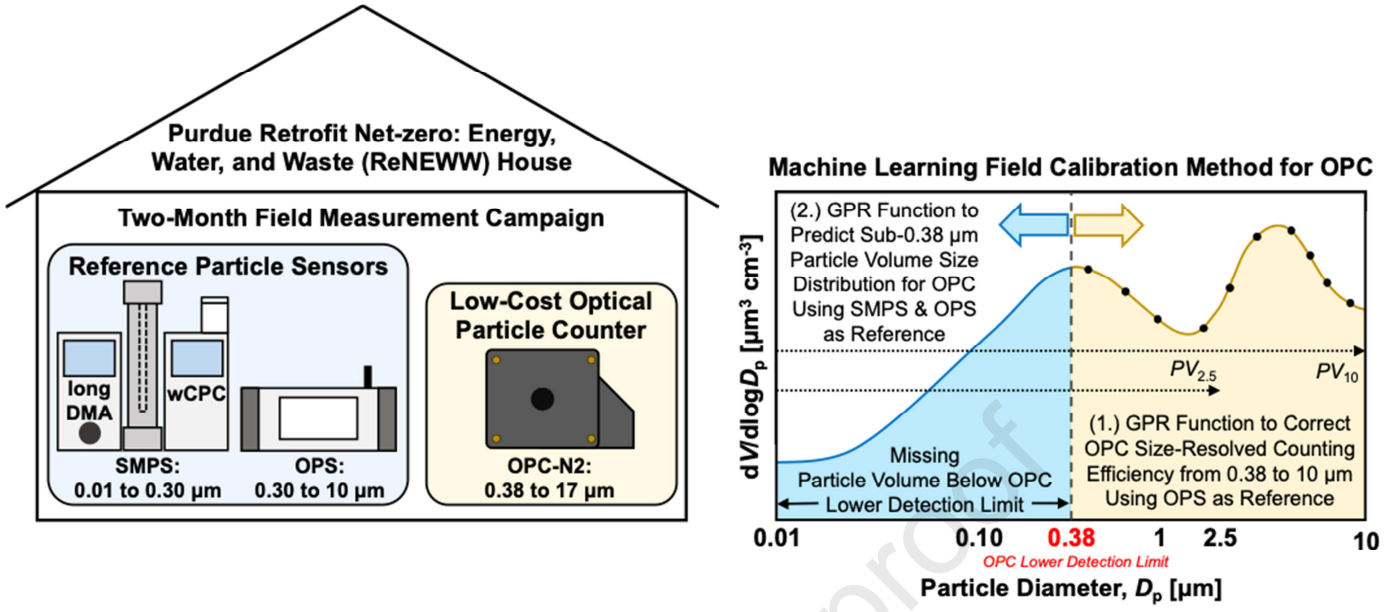 Purdue Retrofit Net-zero: Energy,
Water, and Waste (ReNEWW) House
Two-Month Field Measurement Campaign
Reference Particle Sensors
long
DMA
wCPC
SMPS:
0.01 to 0.30 µm
OPS:
0.30 to 10 µm
Low-Cost Optical
Particle Counter
OPC-N2:
0.38 to 17 µm
Machine Learning Field Calibration Method for OPC
dV/dlogDp [µm³ cm-³]
(2.) GPR Function to
Predict Sub-0.38 µm
Particle Volume Size
Distribution for OPC
Using SMPS & OPS
as Reference
PV2.5
PV10
(1.) GPR Function to Correct
OPC Size-Resolved Counting
Efficiency from 0.38 to 10 µm
Using OPS as Reference
Missing
Particle Volume Below OPC
Lower Detection Limit
0.01 0.10 0.38 1 2.5 10
OPC Lower Detection Limit
Particle Diameter, Dp [µm]
proof